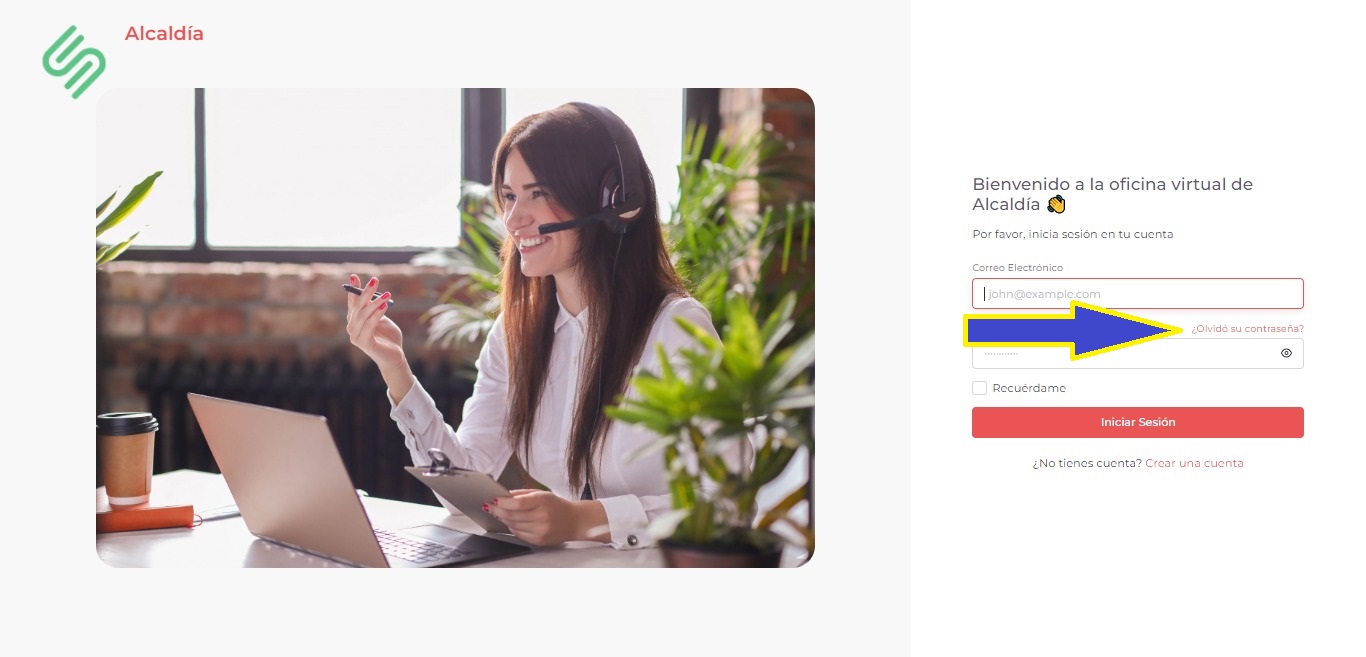 Alcaldía
Bienvenido a la oficina virtual de
Alcaldía 👋
Por favor, inicia sesión en tu cuenta
Correo Electrónico
john@example.com
¿Olvidó su contraseña?
············
Recuérdame
Iniciar Sesión
¿No tienes cuenta? Crear una cuenta